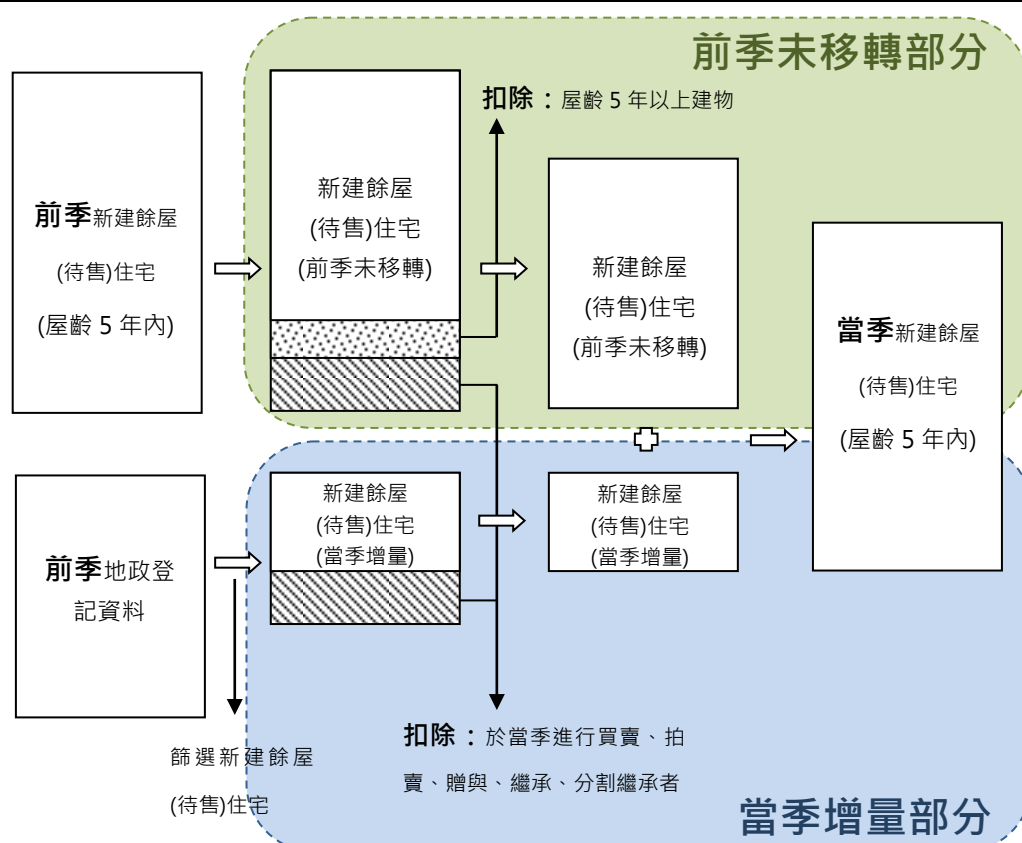 前季未移轉部分
扣除：屋齡 5 年以上建物
前季新建餘屋
(待售)住宅
(屋齡 5 年內)
新建餘屋
(待售)住宅
(前季未移轉)
新建餘屋
(待售)住宅
(前季未移轉)
當季新建餘屋
(待售)住宅
(屋齡 5 年內)
前季地政登
記資料
新建餘屋
(待售)住宅
(當季增量)
新建餘屋
(待售)住宅
(當季增量)
篩選新建餘屋
(待售)住宅
扣除：於當季進行買賣、拍
賣、贈與、繼承、分割繼承者
當季增量部分